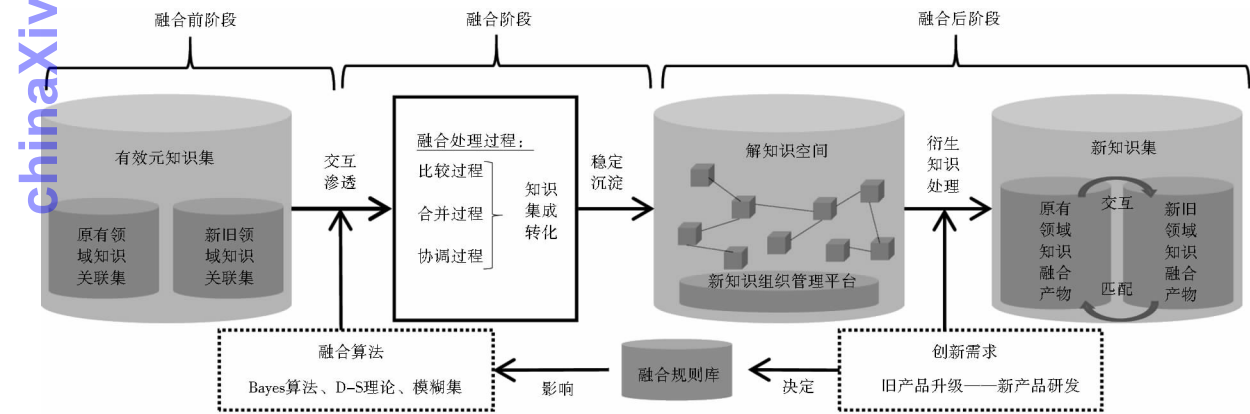 chinaXiv
融合前阶段
融合阶段
融合后阶段
有效元知识集
原有领
域知识
关联集
新旧领
域知识
关联集
交互
渗透
融合处理过程：
比较过程
合并过程
协调过程
知识
集成
转化
稳定
沉淀
解知识空间
新知识组织管理平台
衍生
知识
处理
新知识集
原有
领域
知识
融合
产物
交互
匹配
新旧
领域
知识
融合
产物
融合算法
Bayes算法、D-S理论、模糊集
影响
融合规则库
决定
创新需求
旧产品升级——新产品研发